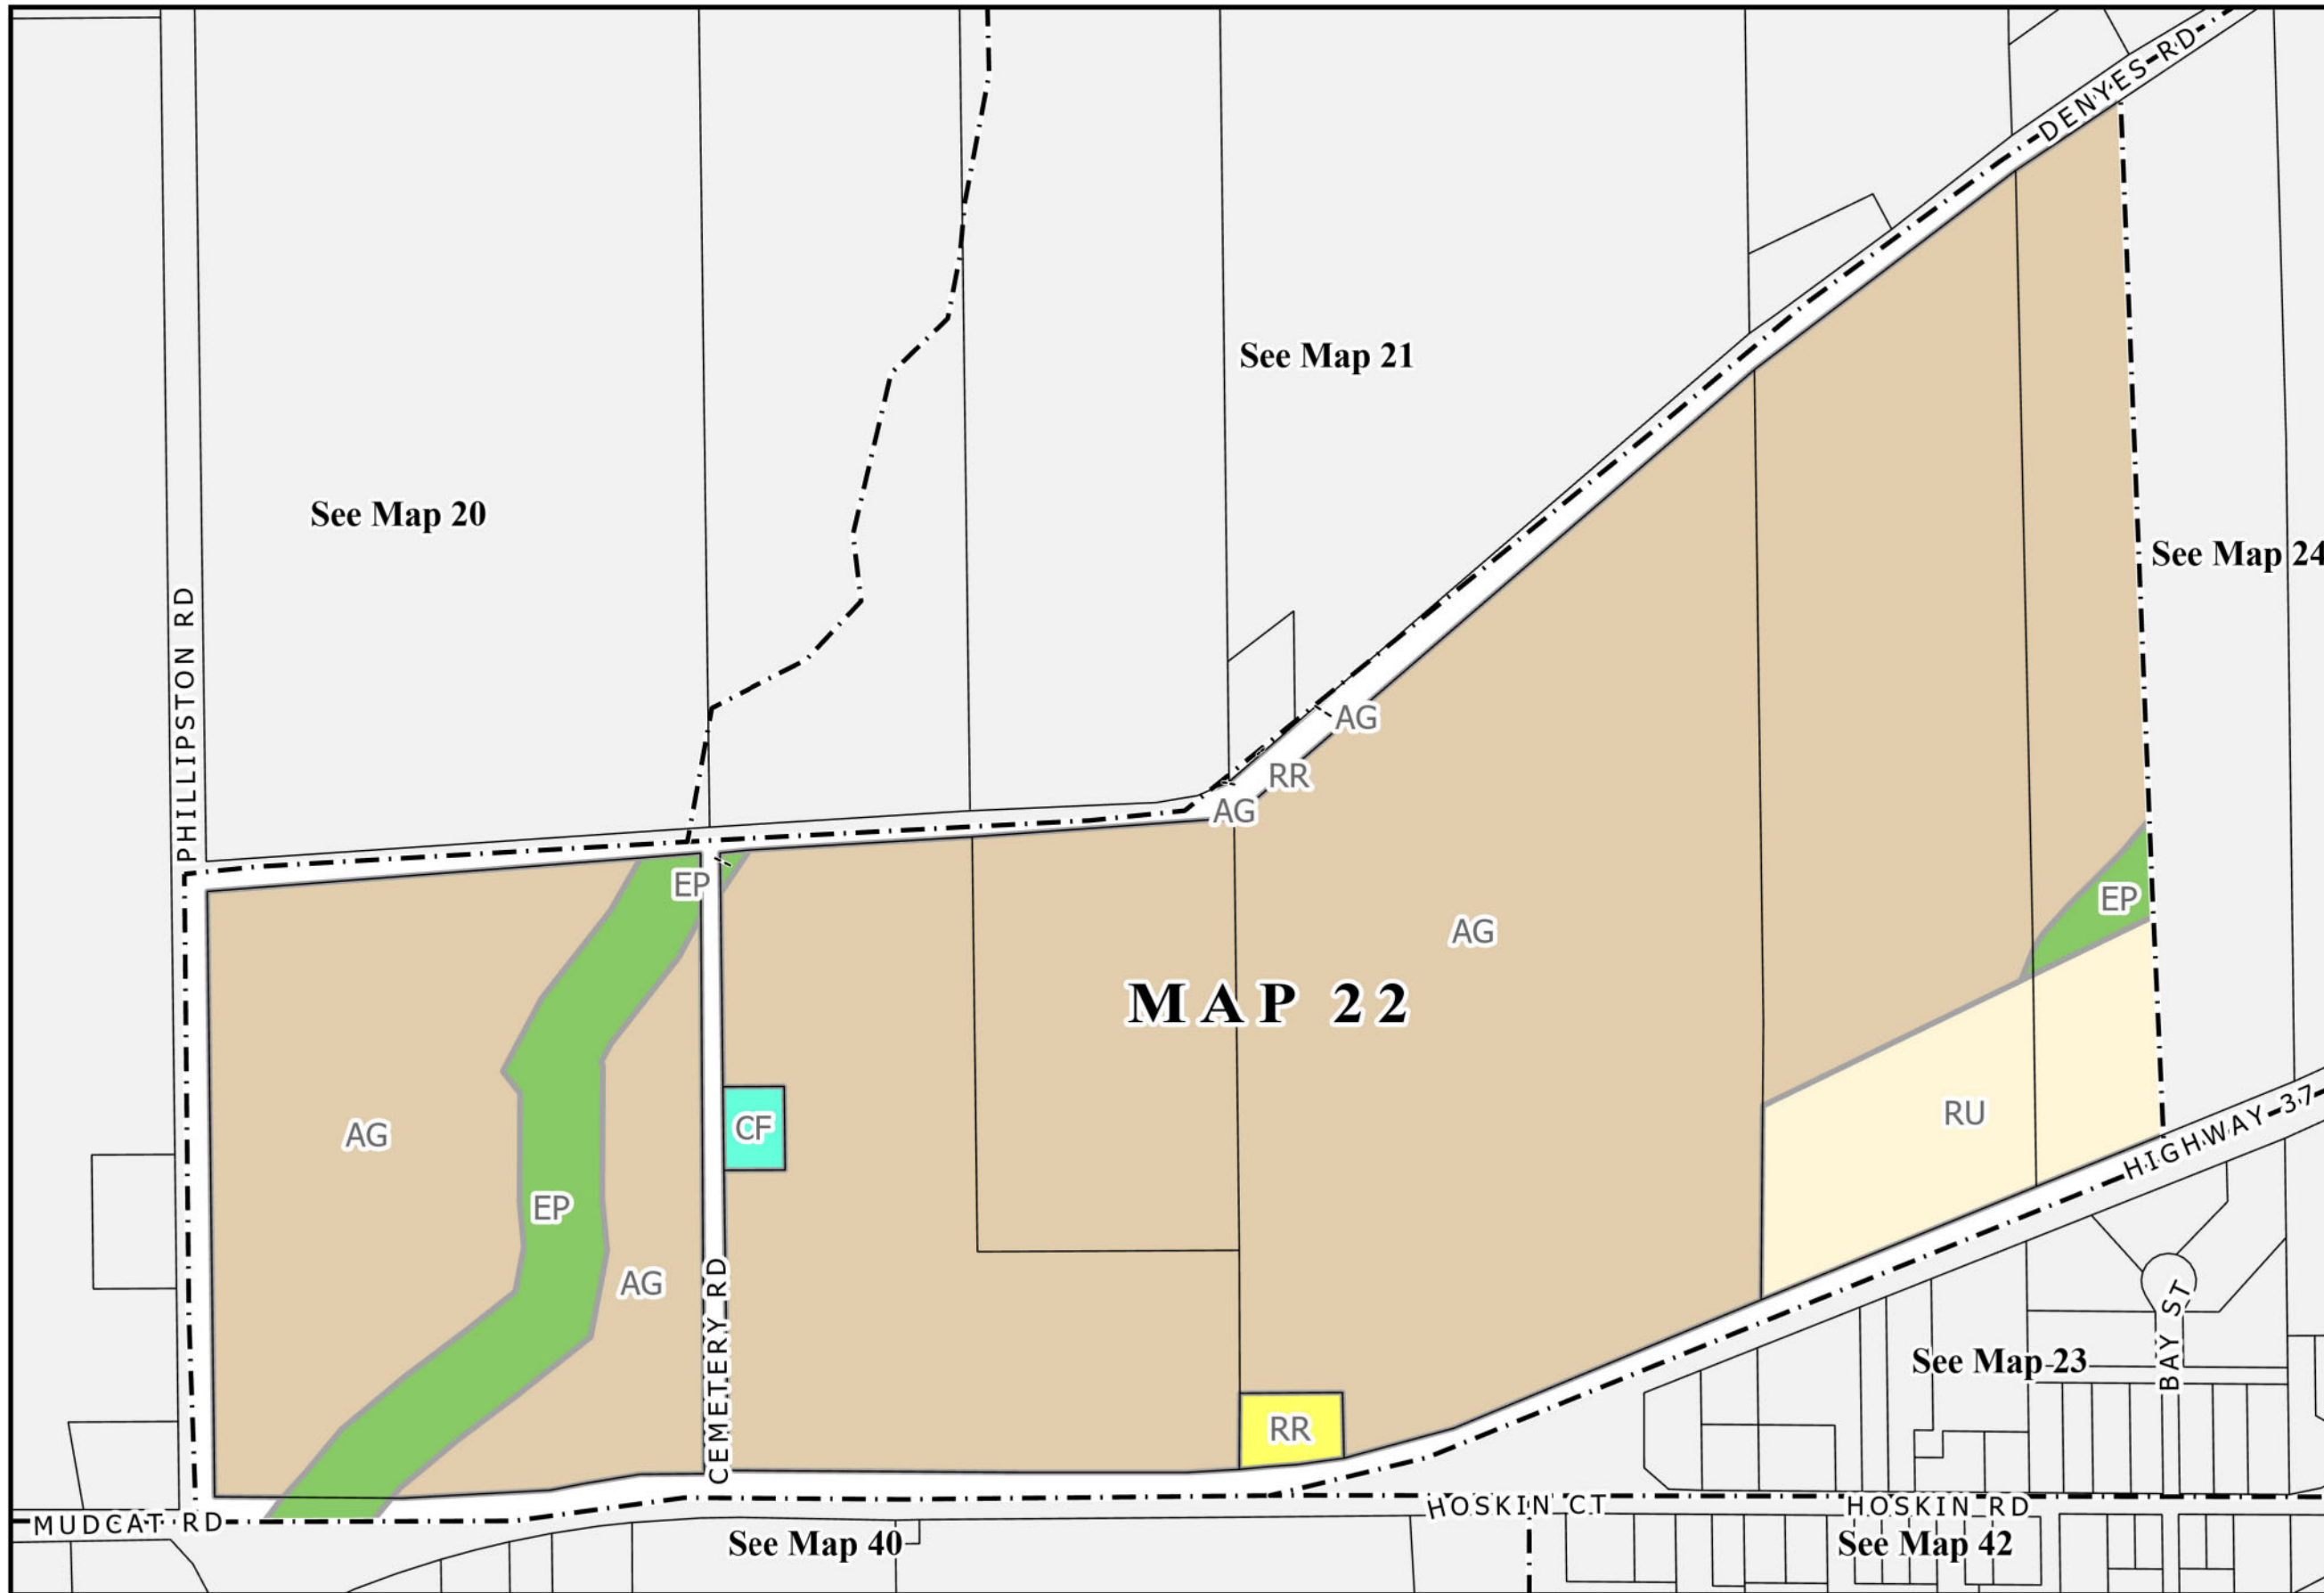 DENYES RD
See Map 21
See Map 20
See Map 24
PHILLIPSTON RD
AG
RR
AG
EP
EP
AG
MAP 22
AG
CF
RU
HIGHWAY 37
EP
AG
CEMETERY RD
BAY ST
See Map 23
RR
HOSKIN CT
HOSKIN RD
MUDCAT RD
See Map 40
See Map 42